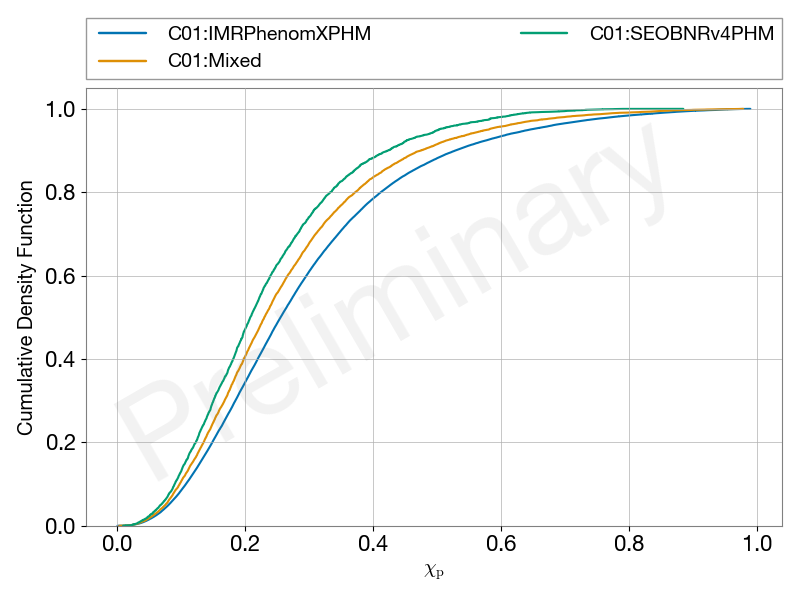 C01:IMRPhenomXPHM
C01:Mixed
C01:SEOBNRv4PHM
Cumulative Density Function
1.0
0.8
0.6
0.4
0.2
0.0
Preliminary
0.0 0.2 0.4 0.6 0.8 1.0
χp